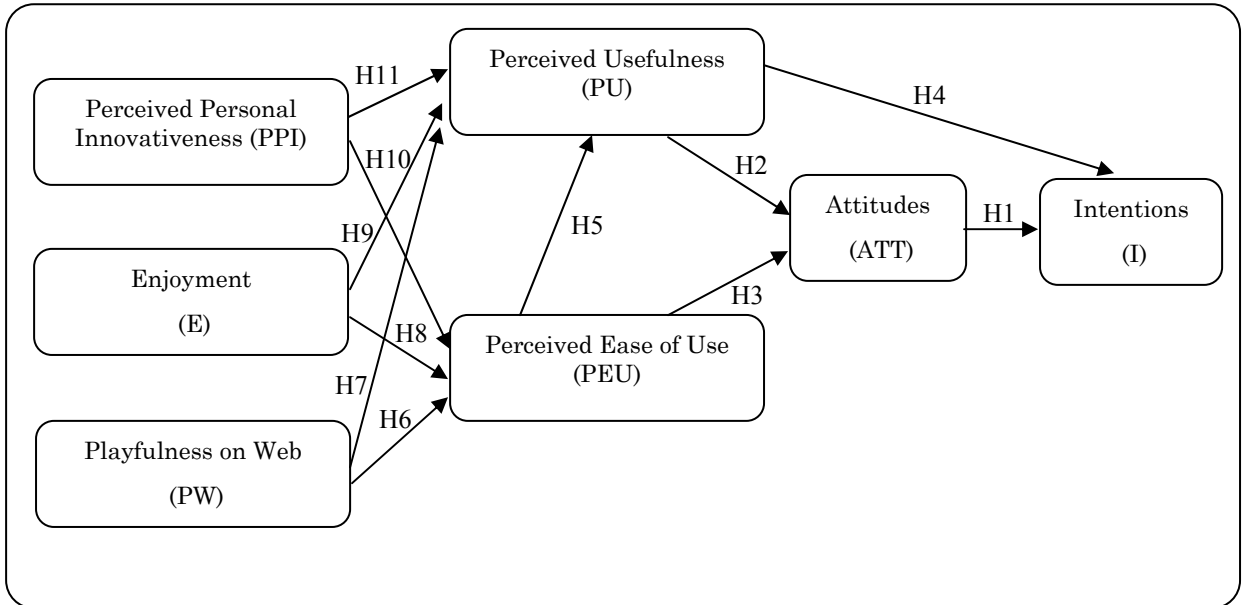 Perceived Usefulness
(PU)
H11
H4
Perceived Personal
Innovativeness (PPI)
H10
H2
Attitudes
(ATT)
H1
Intentions
(I)
H9
H5
Enjoyment
(E)
H3
H8
Perceived Ease of Use
(PEU)
H7
H6
Playfulness on Web
(PW)